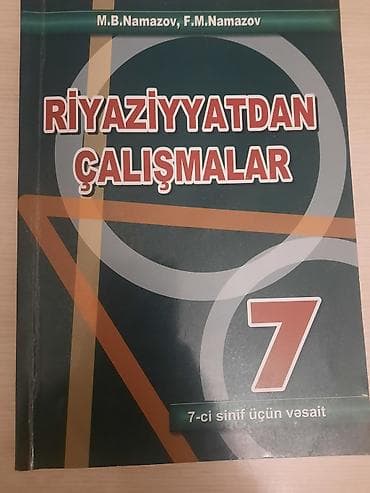 M.B.Namazov, F.M.Namazov
RİYAZİYYATDAN
ÇALIŞMALAR
7
7-ci sinif üçün vəsait